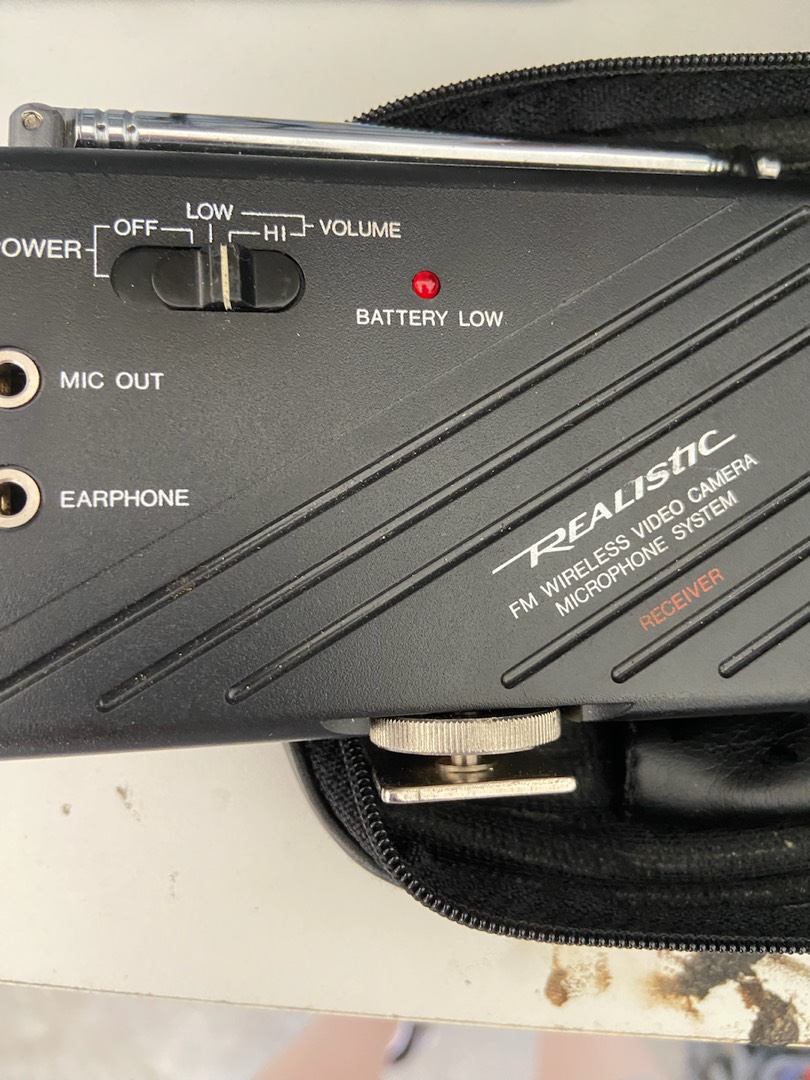 LOW
OFF
HI
VOLUME
OWER
BATTERY LOW
MIC OUT
EARPHONE
REALISTIC
FM WIRELESS VIDEO CAMERA
MICROPHONE SYSTEM
RECEIVER